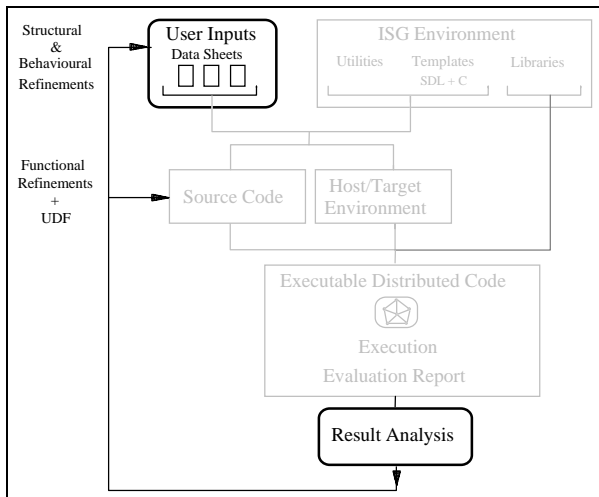 Structural
&
Behavioural
Refinements
User Inputs
Data Sheets
ISG Environment
Utilities
Templates
SDL + C
Libraries
Functional
Refinements
+
UDF
Source Code
Host/Target
Environment
Executable Distributed Code
Execution
Evaluation Report
Result Analysis